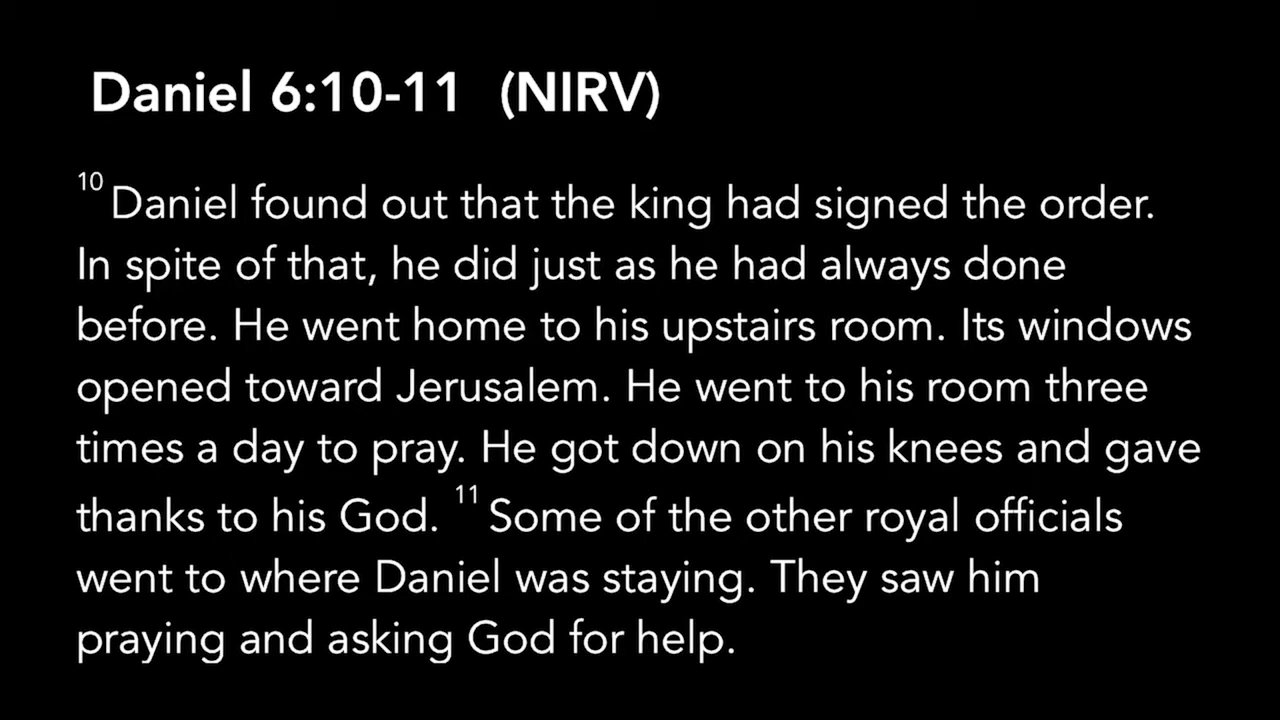 Daniel 6:10-11 (NIRV)
10 Daniel found out that the king had signed the order.
In spite of that, he did just as he had always done
before. He went home to his upstairs room. Its windows
opened toward Jerusalem. He went to his room three
times a day to pray. He got down on his knees and gave
thanks to his God. 11 Some of the other royal officials
went to where Daniel was staying. They saw him
praying and asking God for help.